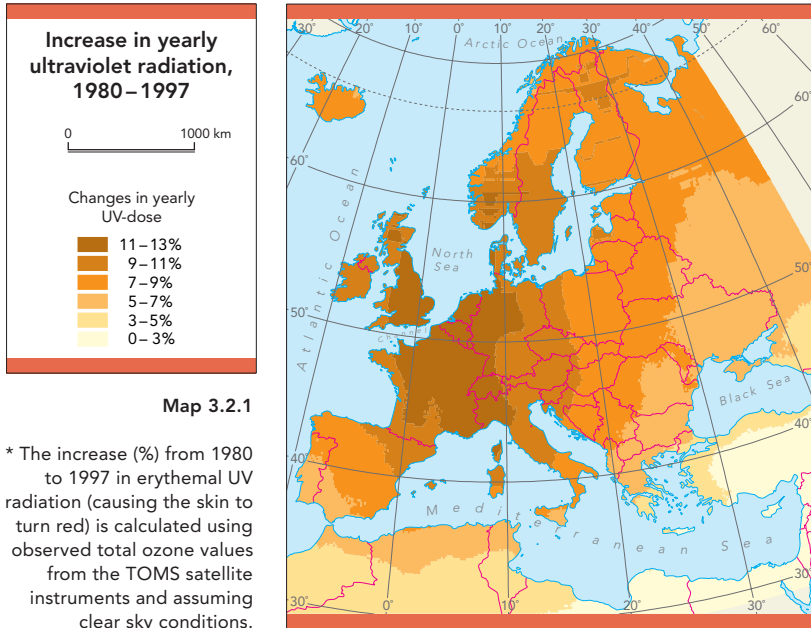 Increase in yearly
ultraviolet radiation,
1980–1997
0 1000 km
Changes in yearly
UV-dose
11–13%
9–11%
7–9%
5–7%
3–5%
0–3%
Map 3.2.1
* The increase (%) from 1980
to 1997 in erythemal UV
radiation (causing the skin to
turn red) is calculated using
observed total ozone values
from the TOMS satellite
instruments and assuming
clear sky conditions.
30° 20° 10° 0° 10° 20° 30° 40° 50° 60°
Arctic Ocean
60°
60°
Atlantic Ocean
North
Sea
50°
50°
Channel
Black Sea
40°
40°
Mediterranean Sea
30°
30° 0° 10° 20° 30°